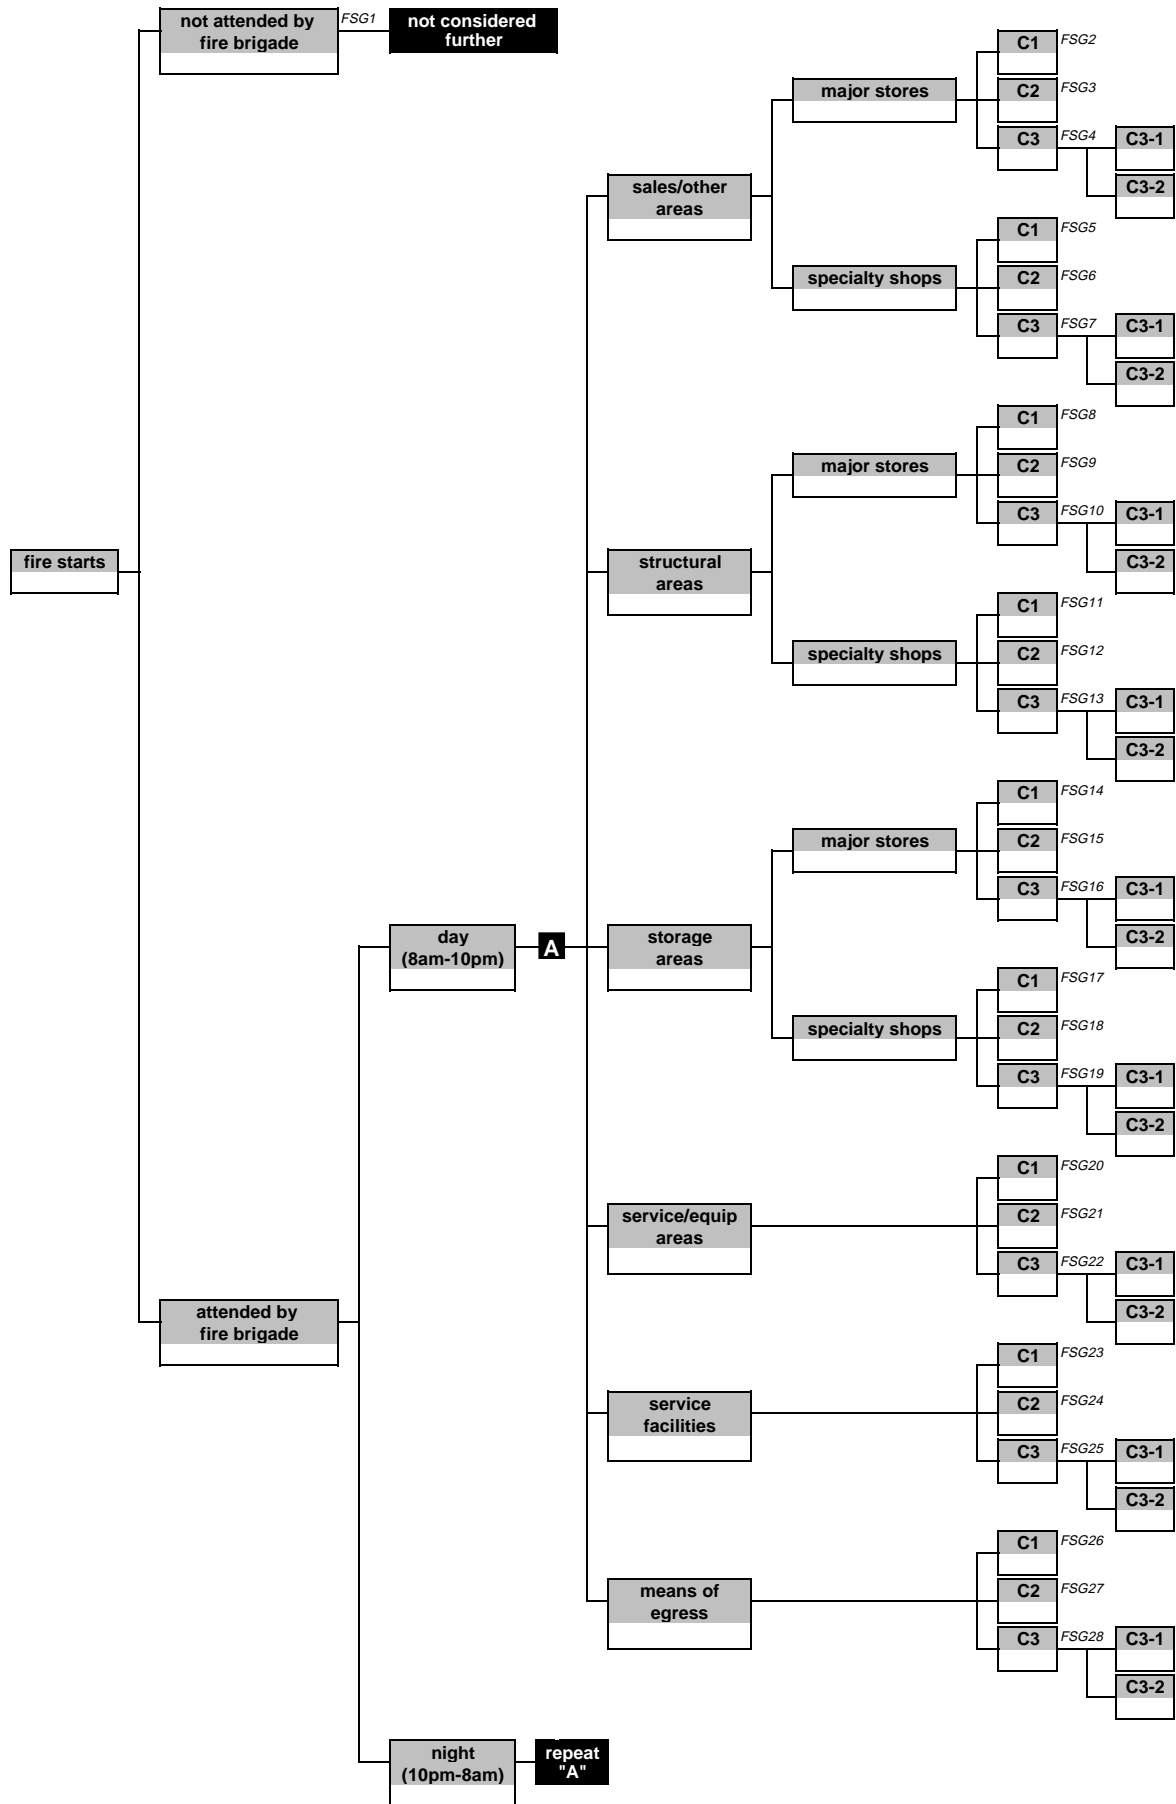 not attended by
fire brigade
FSG1
not considered
further
C1
FSG2
major stores
C2
FSG3
C3
FSG4
C3-1
C3-2
sales/other
areas
C1
FSG5
specialty shops
C2
FSG6
C3
FSG7
C3-1
C3-2
C1
FSG8
major stores
C2
FSG9
C3
FSG10
C3-1
C3-2
fire starts
structural
areas
C1
FSG11
specialty shops
C2
FSG12
C3
FSG13
C3-1
C3-2
C1
FSG14
major stores
C2
FSG15
C3
FSG16
C3-1
C3-2
day
(8am-10pm)
A
storage
areas
C1
FSG17
specialty shops
C2
FSG18
C3
FSG19
C3-1
C3-2
C1
FSG20
service/equip
areas
C2
FSG21
C3
FSG22
C3-1
C3-2
attended by
fire brigade
C1
FSG23
service
facilities
C2
FSG24
C3
FSG25
C3-1
C3-2
C1
FSG26
means of
egress
C2
FSG27
C3
FSG28
C3-1
C3-2
night
(10pm-8am)
repeat
"A"